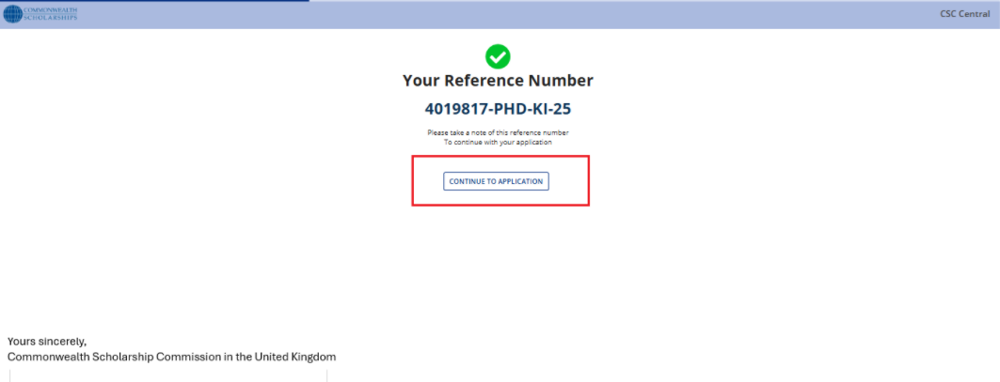 COMMONWEALTH
SCHOLARSHIPS
CSC Central
Your Reference Number
4019817-PHD-KI-25
Please take a note of this reference number
To continue with your application
CONTINUE TO APPLICATION
Yours sincerely,
Commonwealth Scholarship Commission in the United Kingdom